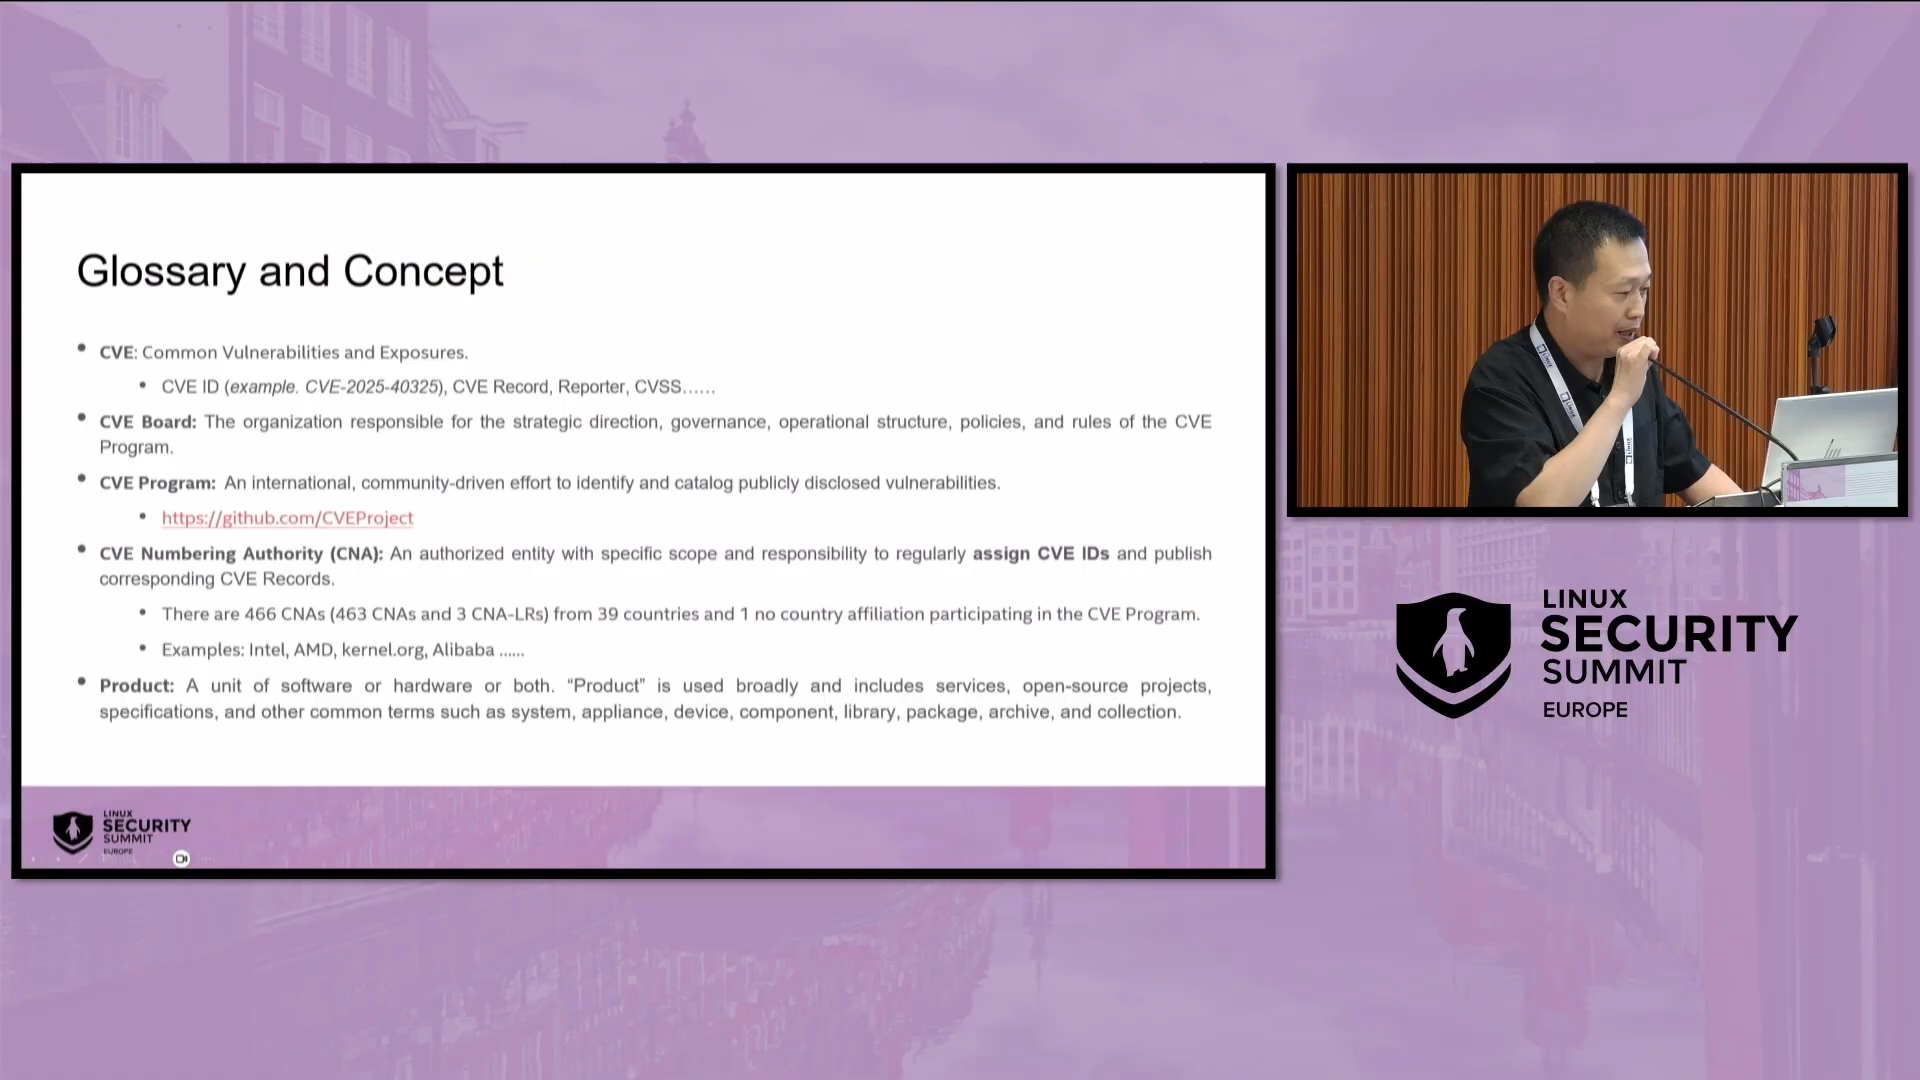 Glossary and Concept
• CVE: Common Vulnerabilities and Exposures.
• CVE ID (example. CVE-2025-40325), CVE Record, Reporter, CVSS……
• CVE Board: The organization responsible for the strategic direction, governance, operational structure, policies, and rules of the CVE
Program.
• CVE Program: An international, community-driven effort to identify and catalog publicly disclosed vulnerabilities.
• https://github.com/CVEProject
• CVE Numbering Authority (CNA): An authorized entity with specific scope and responsibility to regularly assign CVE IDs and publish
corresponding CVE Records.
• There are 466 CNAs (463 CNAs and 3 CNA-LRs) from 39 countries and 1 no country affiliation participating in the CVE Program.
• Examples: Intel, AMD, kernel.org, Alibaba ......
• Product: A unit of software or hardware or both. “Product” is used broadly and includes services, open-source projects,
specifications, and other common terms such as system, appliance, device, component, library, package, archive, and collection.
LINUX
SECURITY
SUMMIT
EUROPE
LINUX
SECURITY
SUMMIT
EUROPE